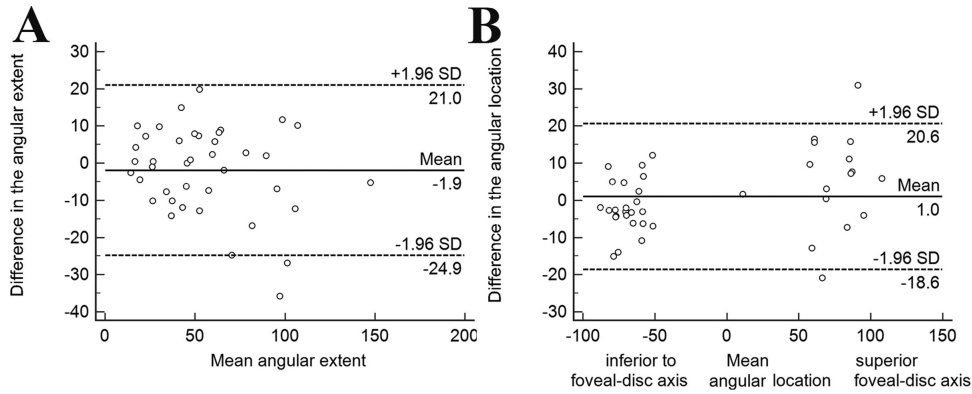 A
Difference in the angular extent
30
20
10
0
-10
-20
-30
-40
+1.96 SD
21.0
Mean
-1.9
-1.96 SD
-24.9
0
50
100
150
200
Mean angular extent
B
Difference in the angular location
40
30
20
10
0
-10
-20
-30
+1.96 SD
20.6
Mean
1.0
-1.96 SD
-18.6
-100
-50
0
50
100
150
inferior to
foveal-disc axis
Mean
angular location
superior
foveal-disc axis